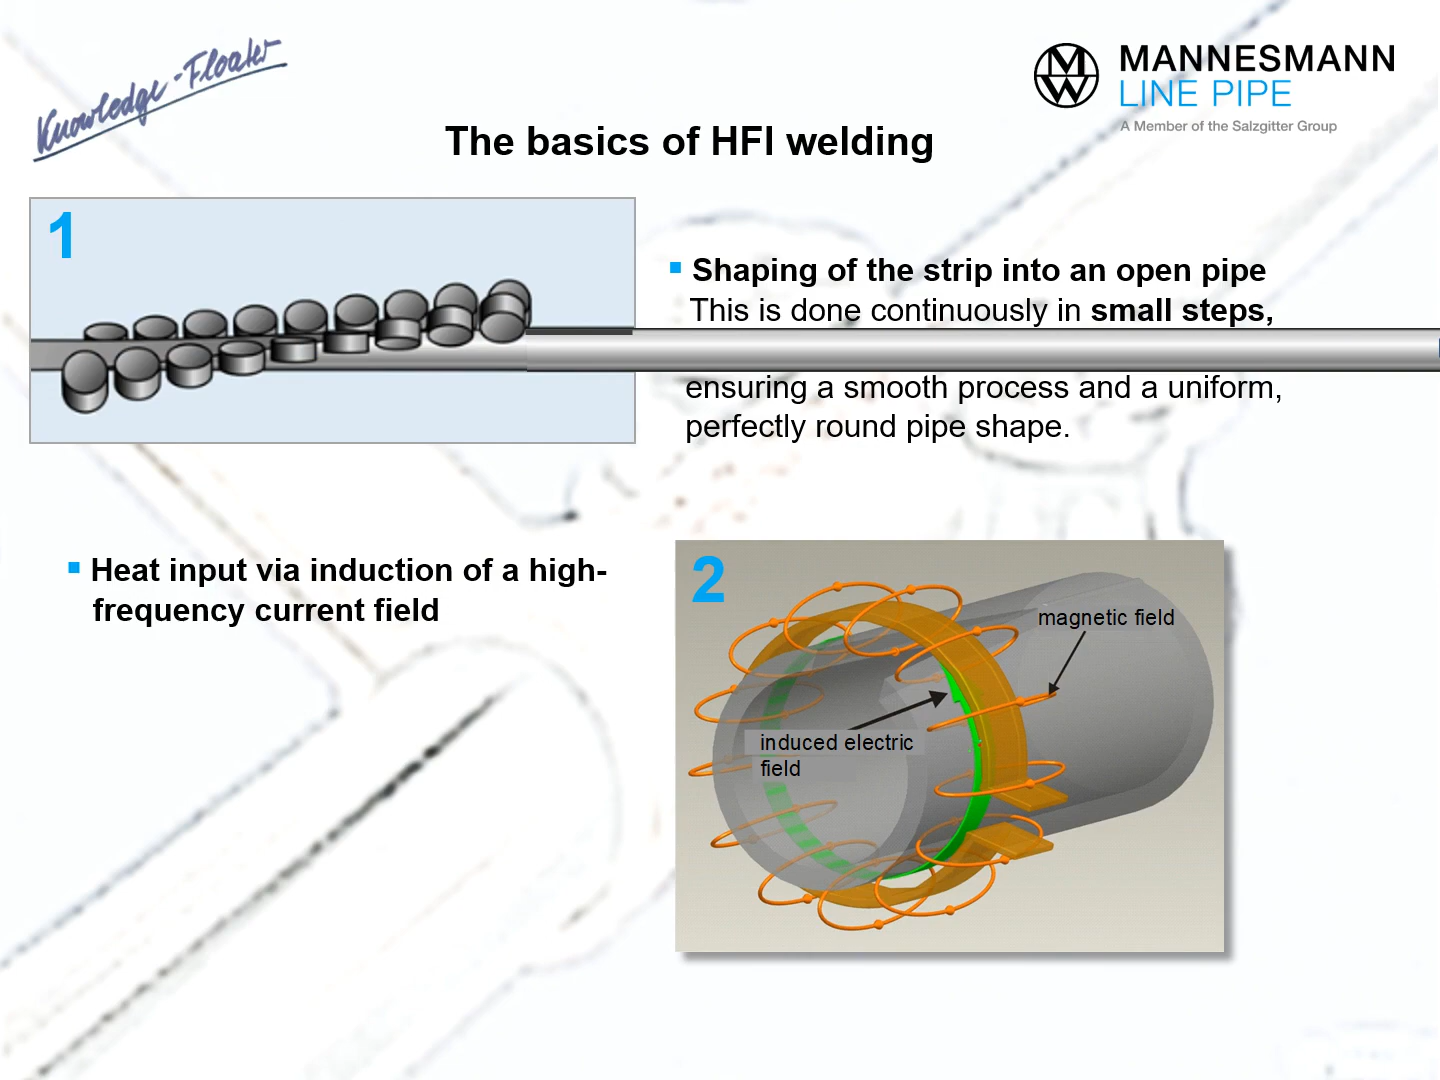 Knowledge-Floater
MANNESMANN
LINE PIPE
A Member of the Salzgitter Group
The basics of HFI welding
1
▪ Shaping of the strip into an open pipe
This is done continuously in small steps,
ensuring a smooth process and a uniform,
perfectly round pipe shape.
▪ Heat input via induction of a high-
frequency current field
2
magnetic field
induced electric
field